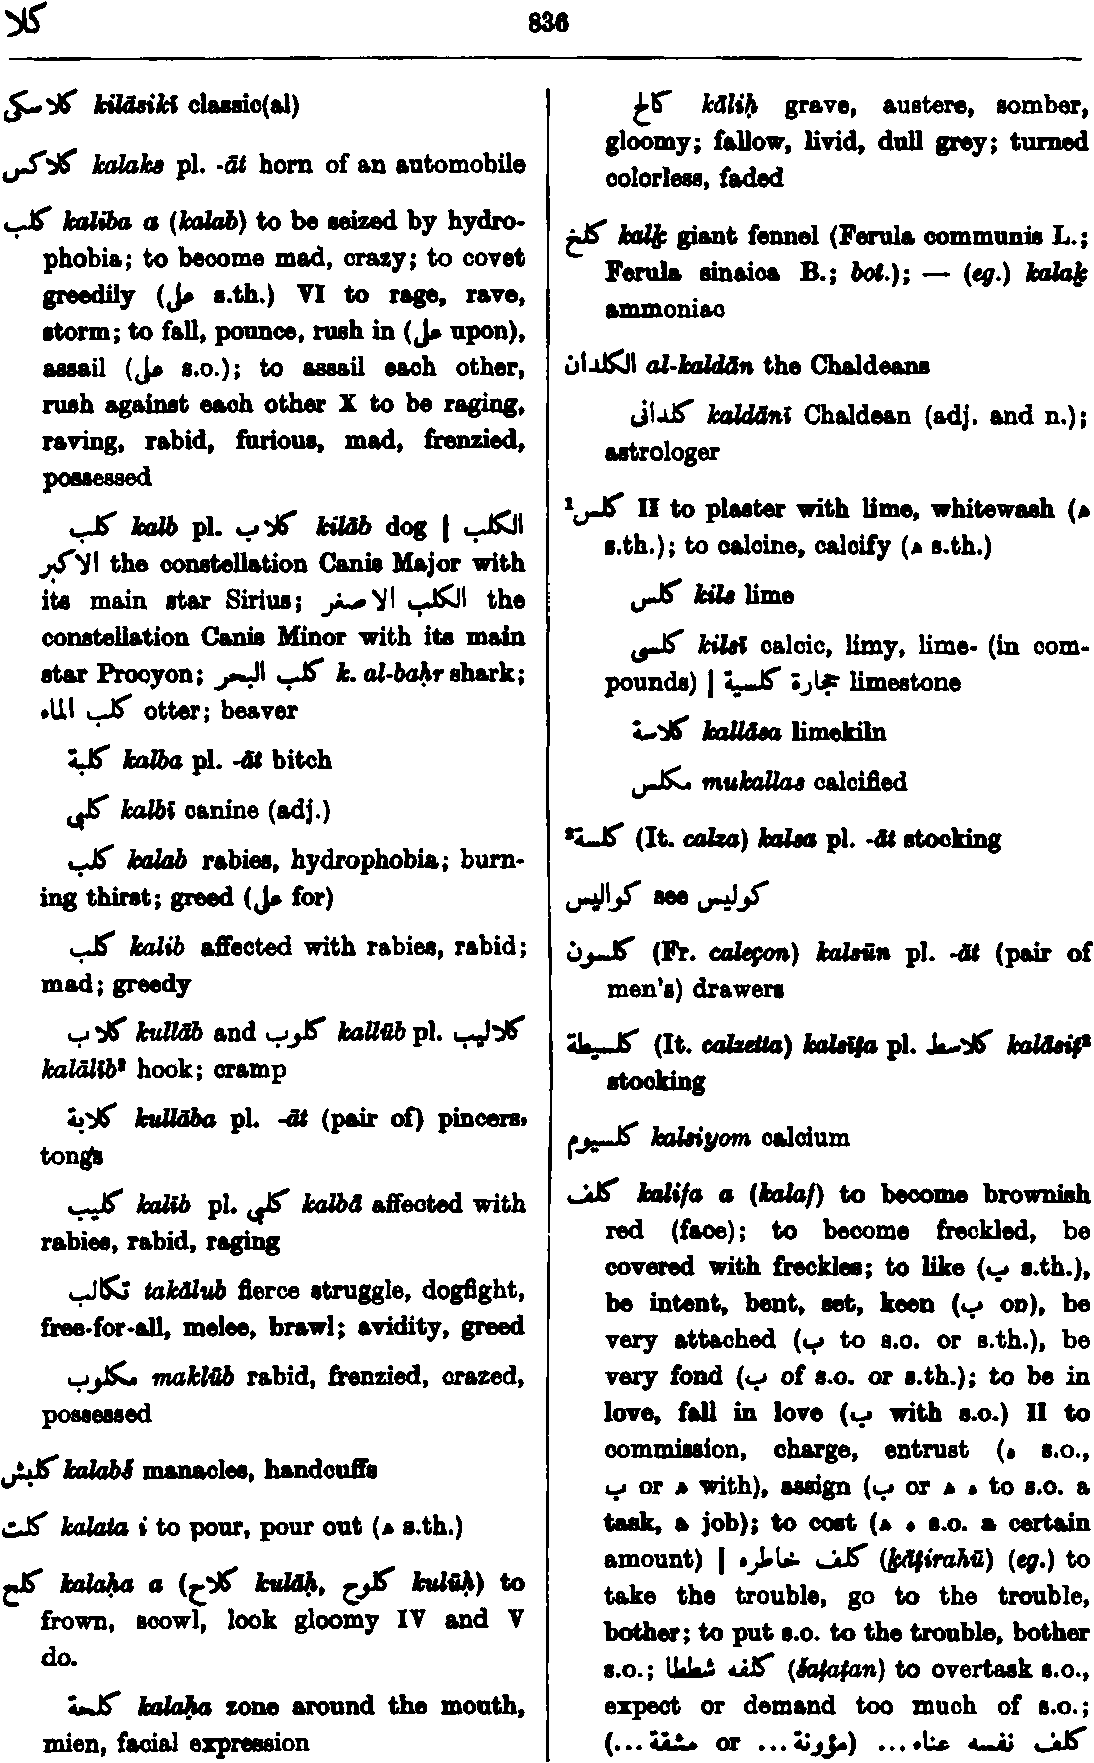 كلا
836
كلاسيكى kilāsīkī classic(al)
كلاكس kalaks pl. -āt horn of an automobile
كلب kaliba a (kalab) to be seized by hydro-
phobia; to become mad, crazy; to covet
greedily (على s.th.) VI to rage, rave,
storm; to fall, pounce, rush in (على upon),
assail (على s.o.); to assail each other,
rush against each other X to be raging,
raving, rabid, furious, mad, frenzied,
possessed
كلب kalb pl. كلاب kilāb dog | الكلب
الاكبر the constellation Canis Major with
its main star Sirius; الكلب الاصغر the
constellation Canis Minor with its main
star Procyon; كلب البحر k. al-baḥr shark;
كلب الماء otter; beaver
كلبة kalba pl. -āt bitch
كلبى kalbī canine (adj.)
كلب kalab rabies, hydrophobia; burn-
ing thirst; greed (على for)
كلب kalib affected with rabies, rabid;
mad; greedy
كلاب kullāb and كلوب kallūb pl. كلاليب
kalālīb² hook; cramp
كلابة kullāba pl. -āt (pair of) pincers,
tongs
كليب kalīb pl. كلبى kalbā affected with
rabies, rabid, raging
تكالب takālub fierce struggle, dogfight,
free-for-all, melee, brawl; avidity, greed
مكلوب maklūb rabid, frenzied, crazed,
possessed
كلبش kalabš manacles, handcuffs
كلت kalata i to pour, pour out (ه s.th.)
كلح kalaḥa a (كلاح kulāḥ, كلوح kulūḥ) to
frown, scowl, look gloomy IV and V
do.
كلحة kalaḥa zone around the mouth,
mien, facial expression
كالح kāliḥ grave, austere, somber,
gloomy; fallow, livid, dull grey; turned
colorless, faded
كلخ kalḵ giant fennel (Ferula communis L.;
Ferula sinaica B.; bot.); — (eg.) kalaḵ
ammoniac
الكلدان al-kaldān the Chaldeans
كلدانى kaldānī Chaldean (adj. and n.);
astrologer
¹كلس II to plaster with lime, whitewash (ه
s.th.); to calcine, calcify (ه s.th.)
كلس kils lime
كلسى kilsī calcic, limy, lime- (in com-
pounds) | حجارة كلسية limestone
كلاسة kallāsa limekiln
مكلس mukallas calcified
²كلسة (It. calza) kalsa pl. -āt stocking
كواليس see كوليس
كلسون (Fr. caleçon) kalsūn pl. -āt (pair of
men's) drawers
كلسيطة (It. calzetta) kalsīṭa pl. كلاسط kalāsiṭ²
stocking
كلسيوم kalsiyom calcium
كلف kalifa a (kalaf) to become brownish
red (face); to become freckled, be
covered with freckles; to like (ب s.th.),
be intent, bent, set, keen (ب on), be
very attached (ب to s.o. or s.th.), be
very fond (ب of s.o. or s.th.); to be in
love, fall in love (ب with s.o.) II to
commission, charge, entrust (ه s.o.,
ب or ه with), assign (ب or ه ه to s.o. a
task, a job); to cost (ه ه s.o. a certain
amount) | كلف خاطره (ḵāṭirahū) (eg.) to
take the trouble, go to the trouble,
bother; to put s.o. to the trouble, bother
s.o.; كلفه شططا (šaṭaṭan) to overtask s.o.,
expect or demand too much of s.o.;
كلف نفسه عناء ... (مؤونة ... or مشقة ...)